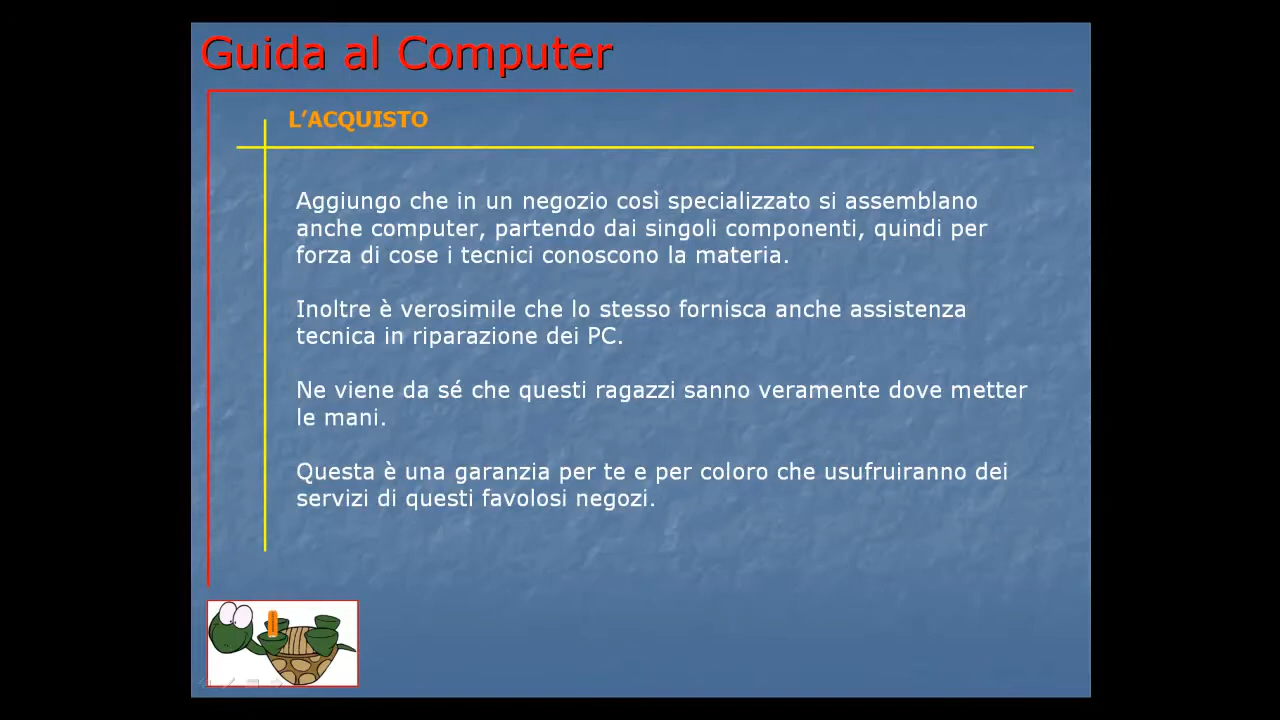 Guida al Computer
L’ACQUISTO
Aggiungo che in un negozio così specializzato si assemblano
anche computer, partendo dai singoli componenti, quindi per
forza di cose i tecnici conoscono la materia.
Inoltre è verosimile che lo stesso fornisca anche assistenza
tecnica in riparazione dei PC.
Ne viene da sé che questi ragazzi sanno veramente dove metter
le mani.
Questa è una garanzia per te e per coloro che usufruiranno dei
servizi di questi favolosi negozi.